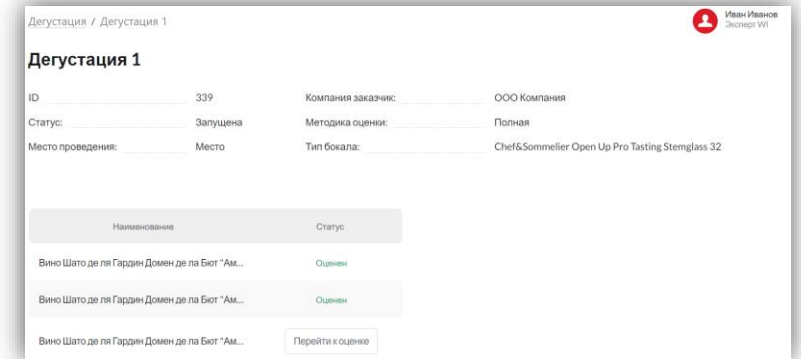 Дегустация / Дегустация 1
Иван Иванов
Эксперт WI
Дегустация 1
ID 339 Компания заказчик: ООО Компания
Статус: Запущена Методика оценки: Полная
Место проведения: Место Тип бокала: Chef&Sommelier Open Up Pro Tasting Stemglass 32
Наименование Статус
Вино Шато де ля Гардин Домен де ла Бют "Ам... Оценен
Вино Шато де ля Гардин Домен де ла Бют "Ам... Оценен
Вино Шато де ля Гардин Домен де ла Бют "Ам... Перейти к оценке